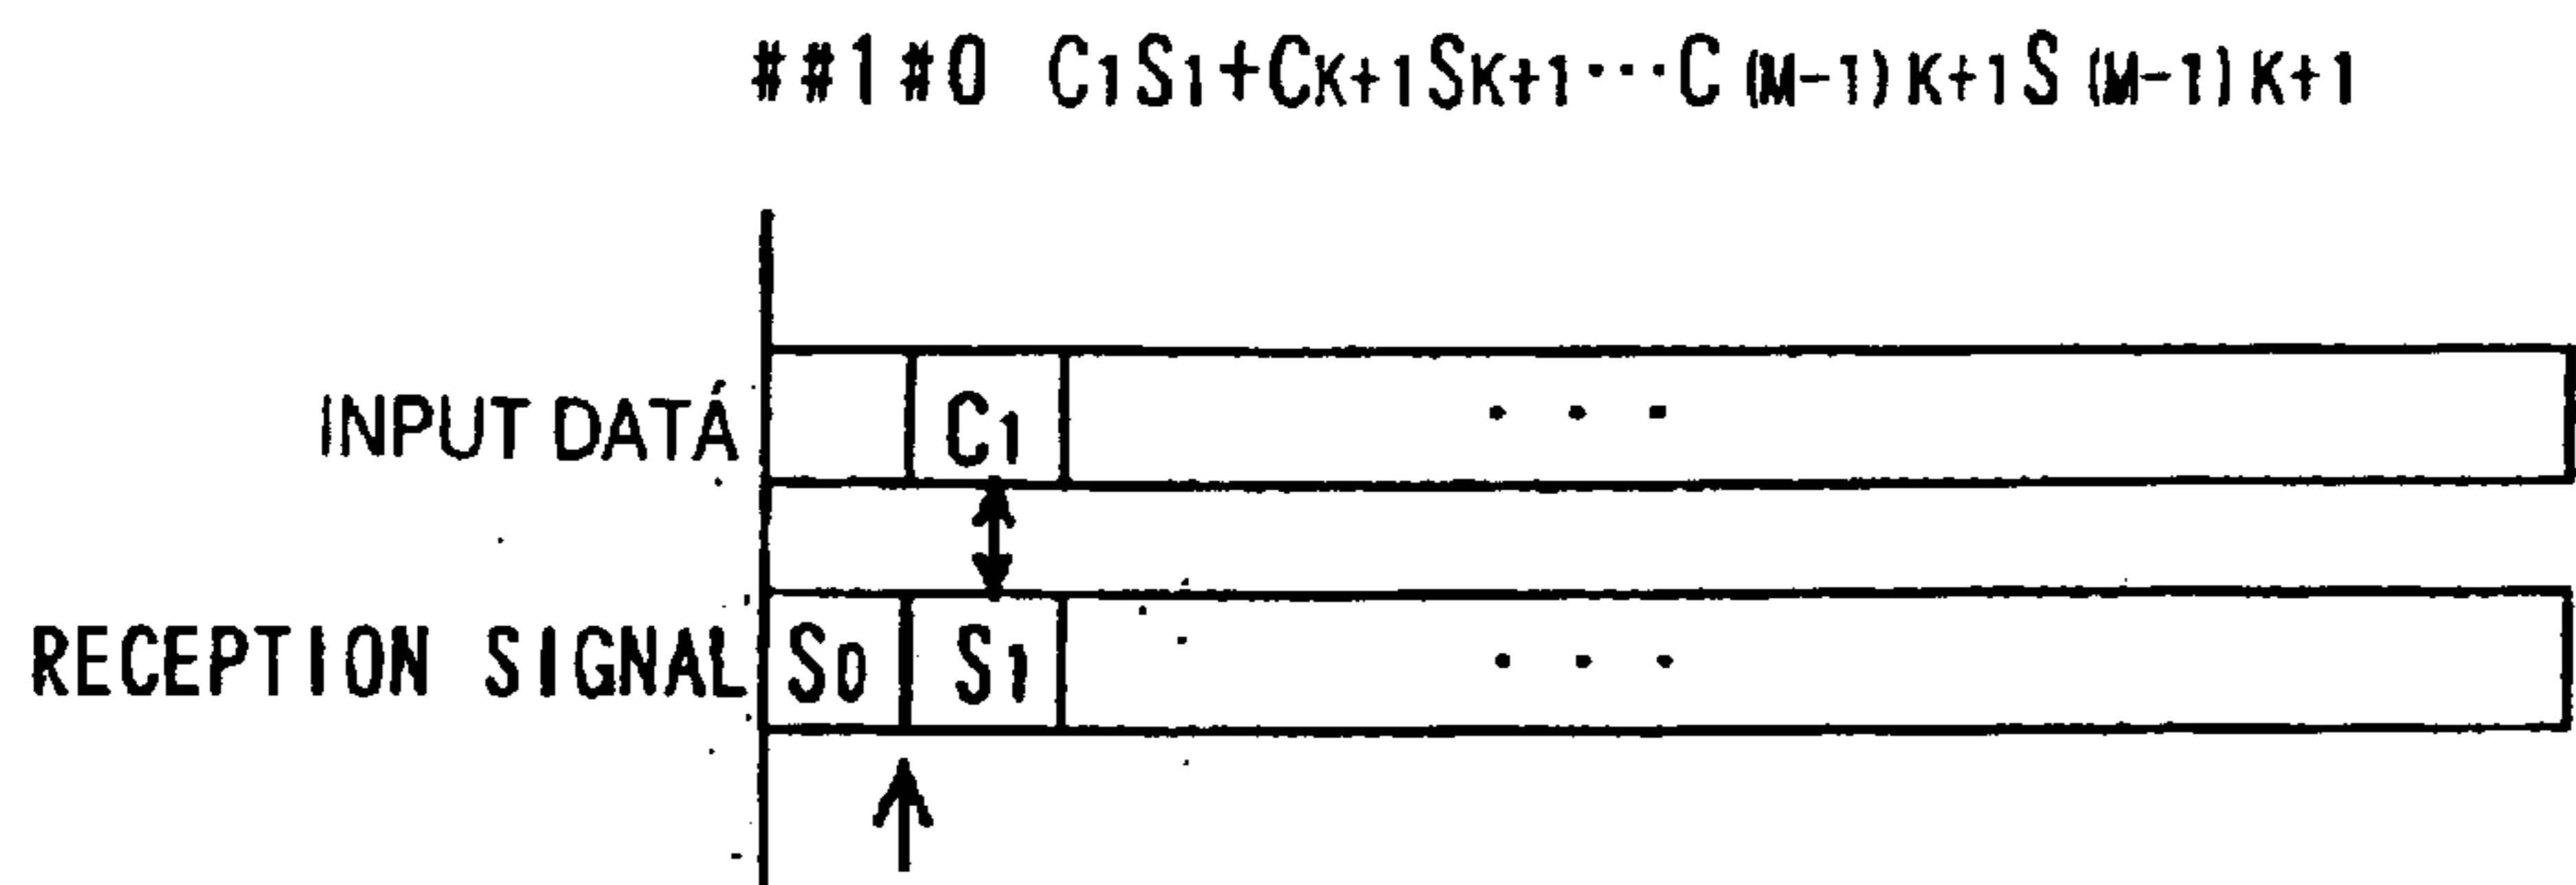 ##1#0 C1S1+CK+1SK+1···C(M-1)K+1S(M-1)K+1
INPUT DATA C1 ···
RECEPTION SIGNAL S0 S1 ···